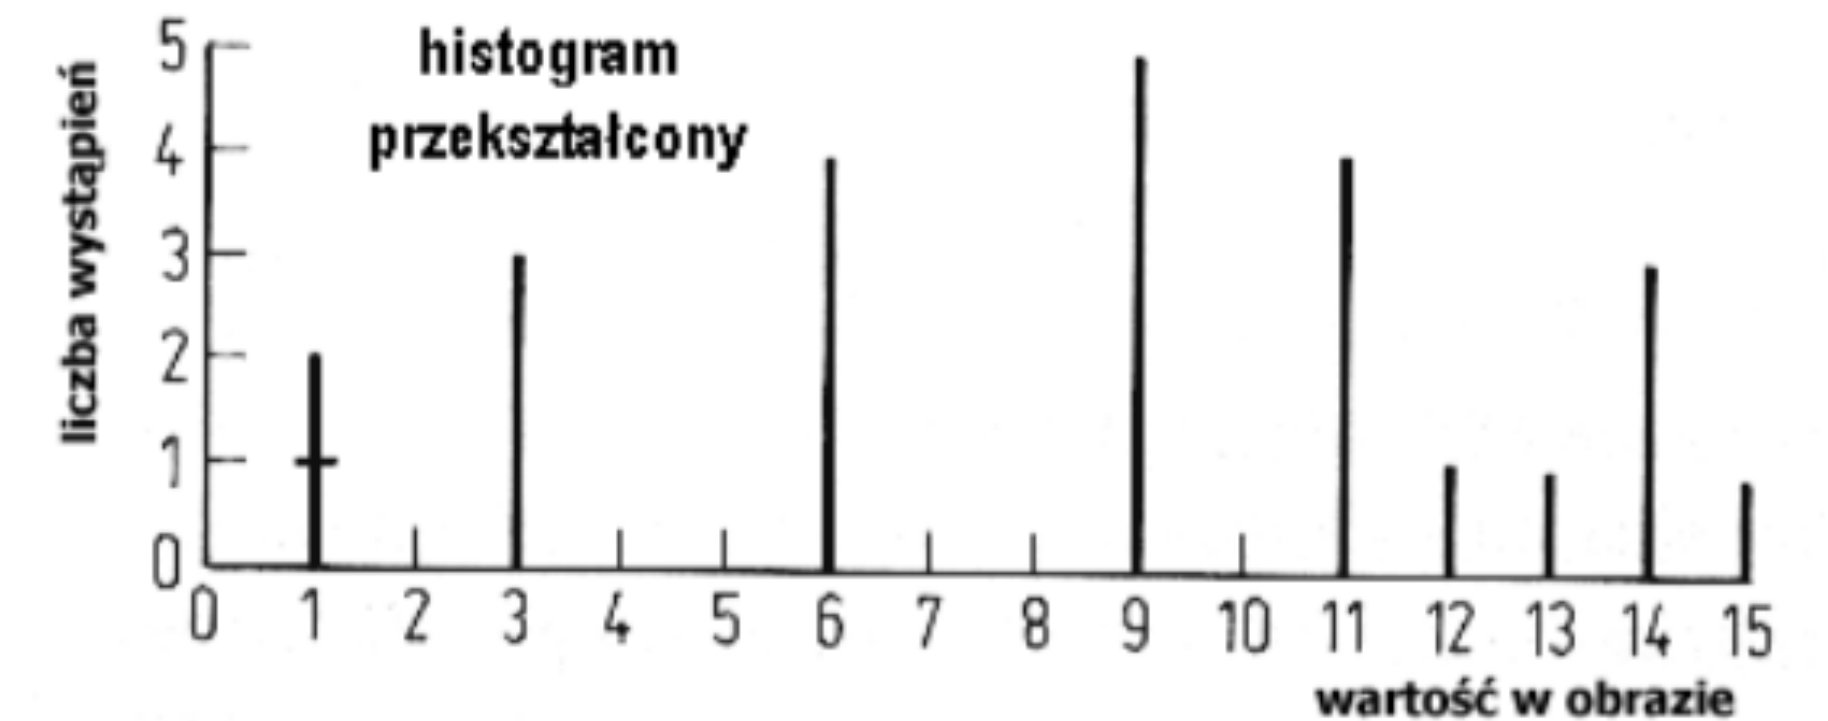 histogram
przekształcony
liczba wystąpień
5
4
3
2
1
0
0 1 2 3 4 5 6 7 8 9 10 11 12 13 14 15
wartość w obrazie